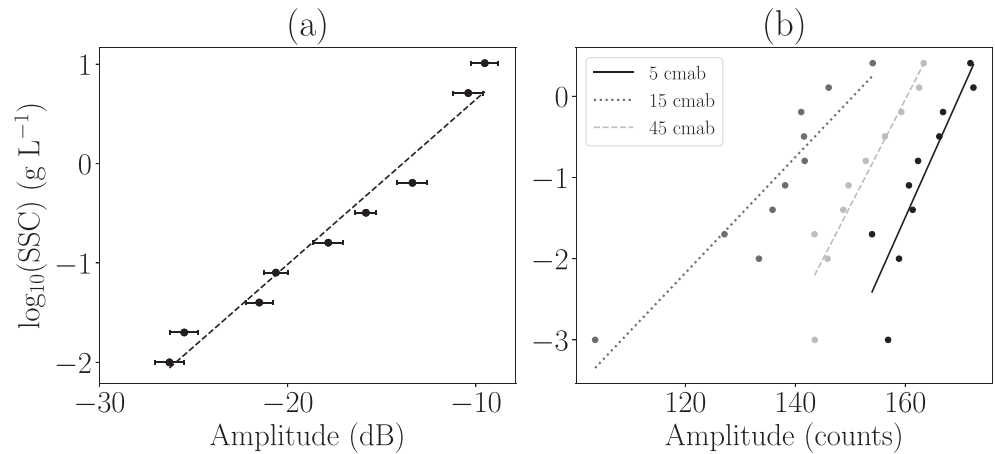 (a)
(b)
log10(SSC) (g L−1)
1
0
−1
−2
−30
−20
−10
Amplitude (dB)
5 cmab
15 cmab
45 cmab
0
−1
−2
−3
120
140
160
Amplitude (counts)